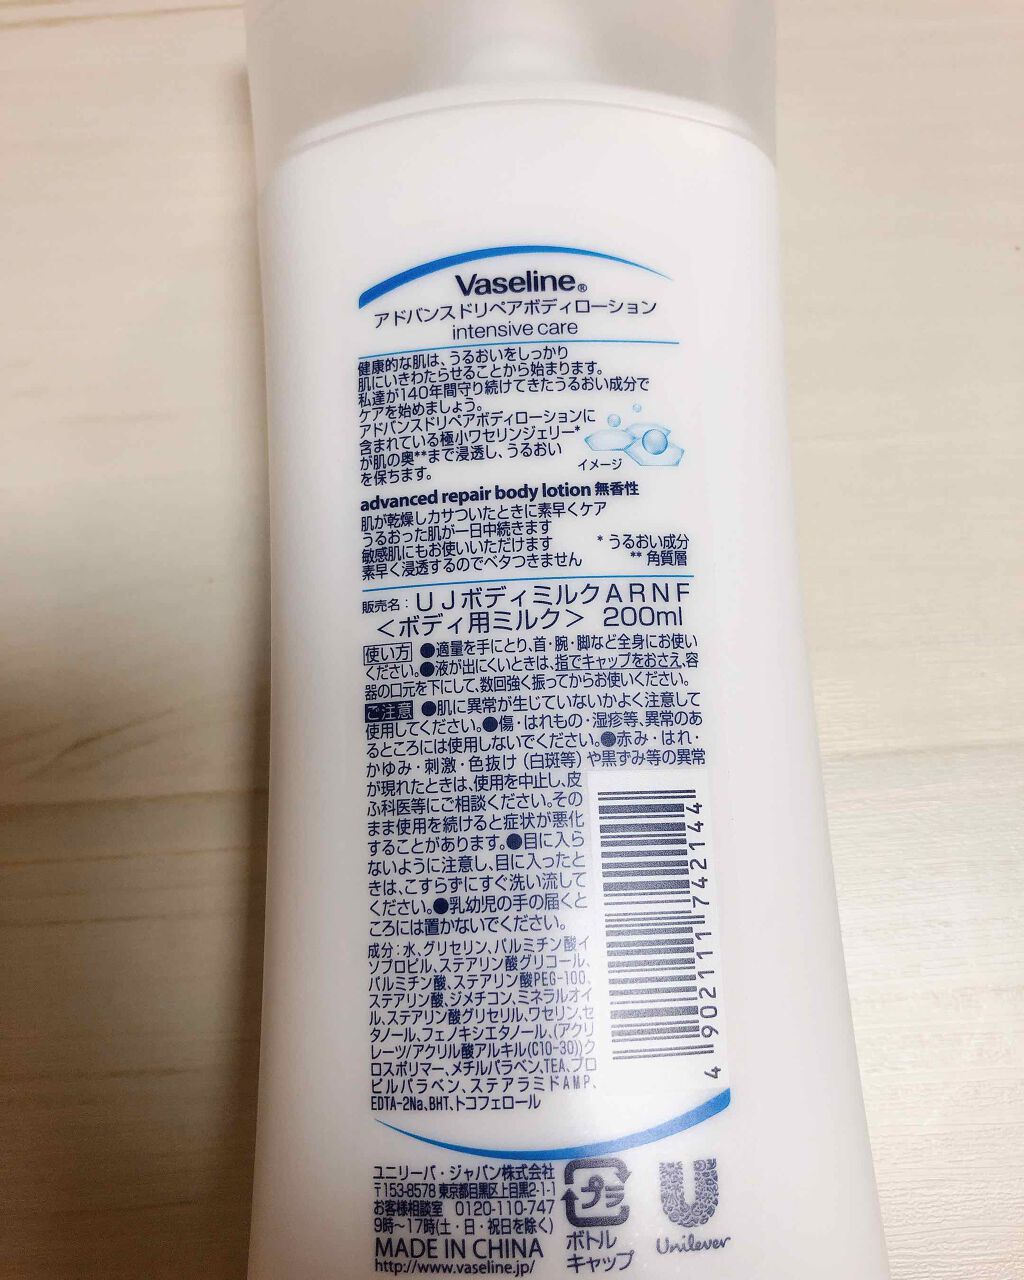 Vaseline®
アドバンスドリペアボディローション
intensive care
健康的な肌は、うるおいをしっかり
肌にいきわたらせることから始まります。
私達が140年間守り続けてきたうるおい成分で
ケアを始めましょう。
アドバンスドリペアボディローションに
含まれている極小ワセリンジェリー*
が肌の奥**まで浸透し、うるおい
を保ちます。
イメージ
advanced repair body lotion 無香性
肌が乾燥しカサついたときに素早くケア
うるおった肌が一日中続きます
敏感肌にもお使いいただけます
素早く浸透するのでベタつきません
* うるおい成分
** 角質層
販売名：UJボディミルクARNF
＜ボディ用ミルク＞ 200ml
使い方 ●適量を手にとり、首・腕・脚など全身にお使い
ください。●液が出にくいときは、指でキャップをおさえ、容
器の口元を下にして、数回強く振ってからお使いください。
ご注意 ●肌に異常が生じていないかよく注意して
使用してください。●傷・はれもの・湿疹等、異常のあ
るところには使用しないでください。●赤み・はれ・
かゆみ・刺激・色抜け（白斑等）や黒ずみ等の異常
が現れたときは、使用を中止し、皮
ふ科医等にご相談ください。その
まま使用を続けると症状が悪化
することがあります。●目に入ら
ないように注意し、目に入ったと
きは、こすらずにすぐ洗い流して
ください。●乳幼児の手の届くと
ころには置かないでください。
成分：水、グリセリン、パルミチン酸イ
ソプロピル、ステアリン酸グリコール、
パルミチン酸、ステアリン酸PEG-100、
ステアリン酸、ジメチコン、ミネラルオイ
ル、ステアリン酸グリセリル、ワセリン、セ
タノール、フェノキシエタノール、(アクリ
レーツ/アクリル酸アルキル(C10-30))ク
ロスポリマー、メチルパラベン、TEA、プロ
ピルパラベン、ステアラミドAMP、
EDTA-2Na、BHT、トコフェロール
4 902111 742144
ユニリーバ・ジャパン株式会社
〒153-8578 東京都目黒区上目黒2-1-1
お客様相談室 0120-110-747
9時～17時(土・日・祝日を除く)
MADE IN CHINA
http://www.vaseline.jp/
プラ
ボトル
キャップ
Unilever